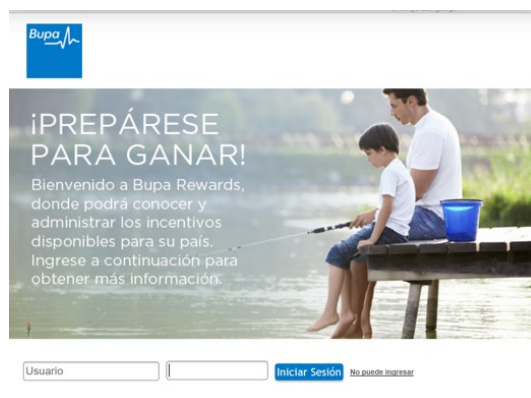 Bupa
¡PREPÁRESE
PARA GANAR!
Bienvenido a Bupa Rewards,
donde podrá conocer y
administrar los incentivos
disponibles para su país.
Ingrese a continuación para
obtener más información.
Usuario
Iniciar Sesión No puede ingresar